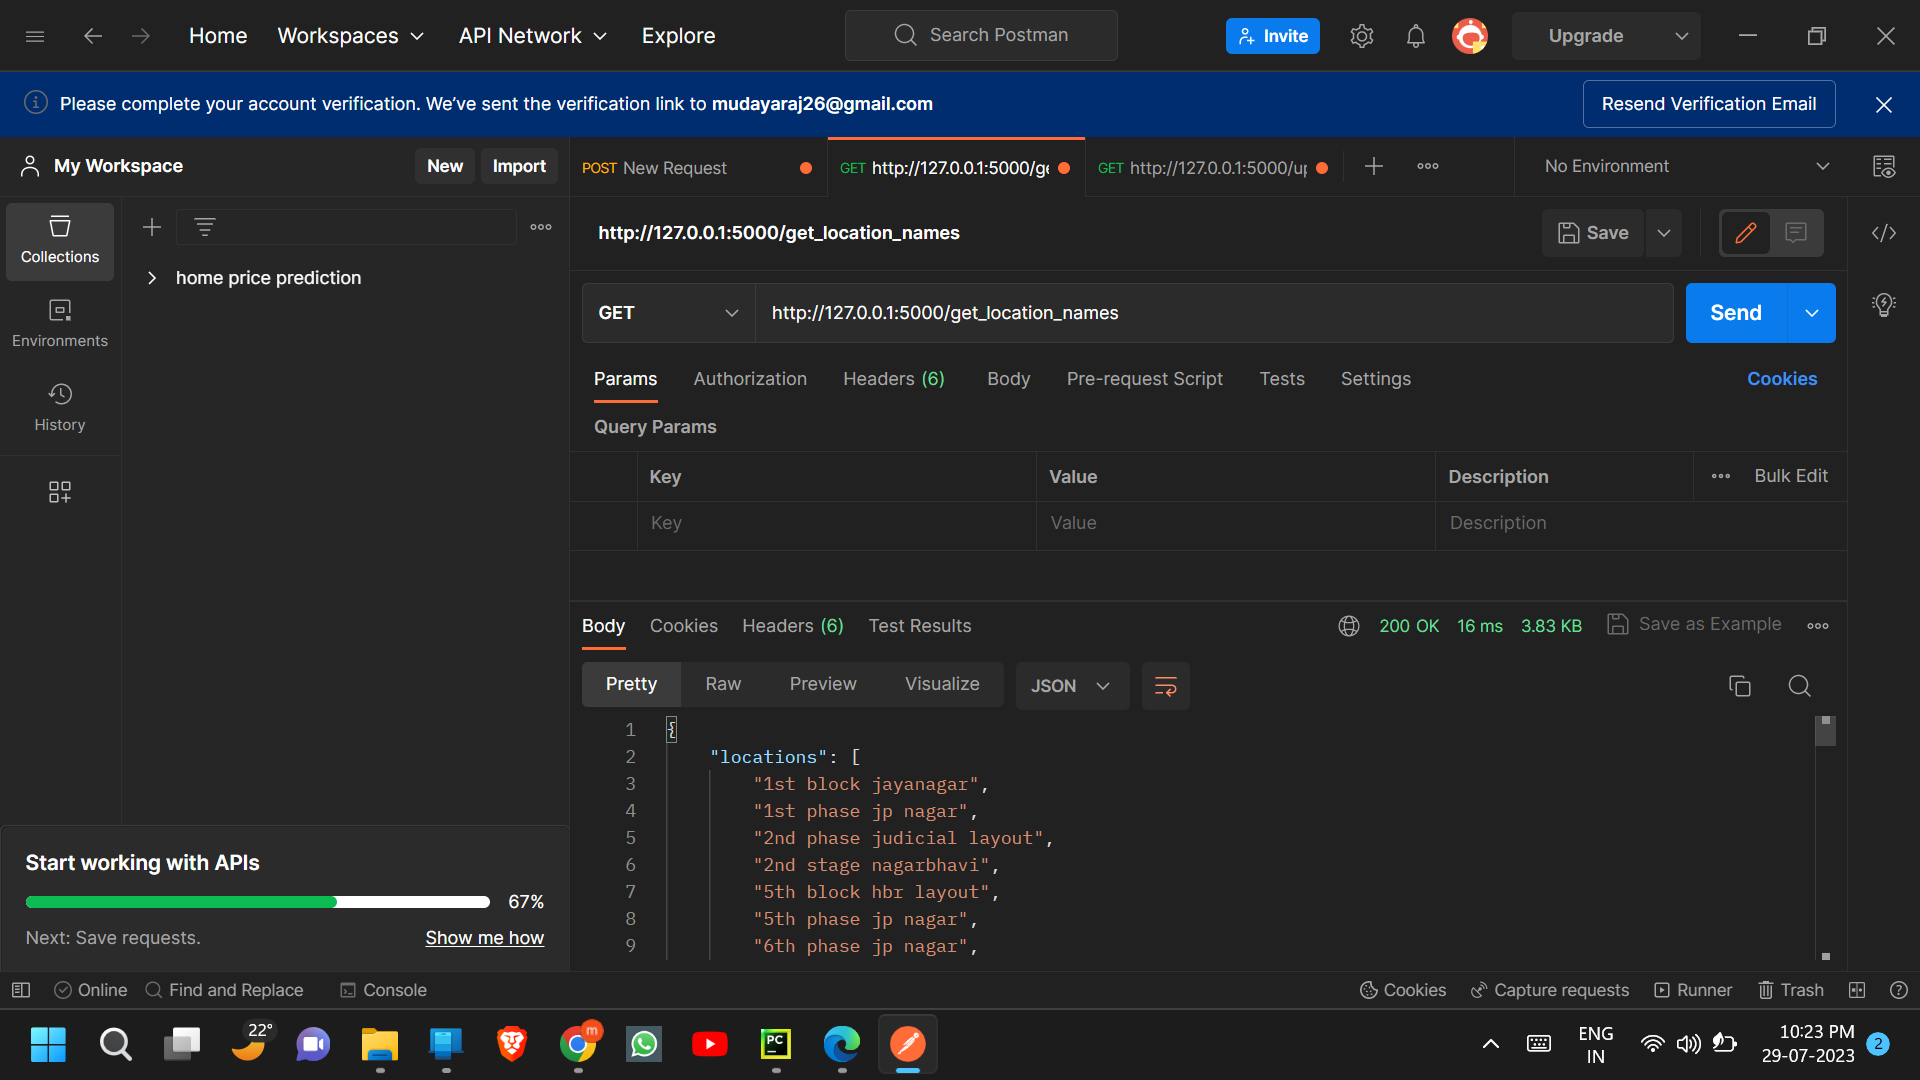 Home Workspaces API Network Explore Search Postman Invite Upgrade
Please complete your account verification. We've sent the verification link to mudayaraj26@gmail.com Resend Verification Email
My Workspace New Import POST New Request GET http://127.0.0.1:5000/ge GET http://127.0.0.1:5000/up No Environment
Collections
home price prediction
Environments
History
http://127.0.0.1:5000/get_location_names Save
GET http://127.0.0.1:5000/get_location_names Send
Params Authorization Headers (6) Body Pre-request Script Tests Settings Cookies
Query Params
Key Value Description Bulk Edit
Key Value Description
Body Cookies Headers (6) Test Results 200 OK 16 ms 3.83 KB Save as Example
Pretty Raw Preview Visualize JSON
1 {
2 "locations": [
3 "1st block jayanagar",
4 "1st phase jp nagar",
5 "2nd phase judicial layout",
6 "2nd stage nagarbhavi",
7 "5th block hbr layout",
8 "5th phase jp nagar",
9 "6th phase jp nagar",
Start working with APIs
67%
Next: Save requests. Show me how
Online Find and Replace Console Cookies Capture requests Runner Trash
22° m PC ENG IN 10:23 PM 29-07-2023 2